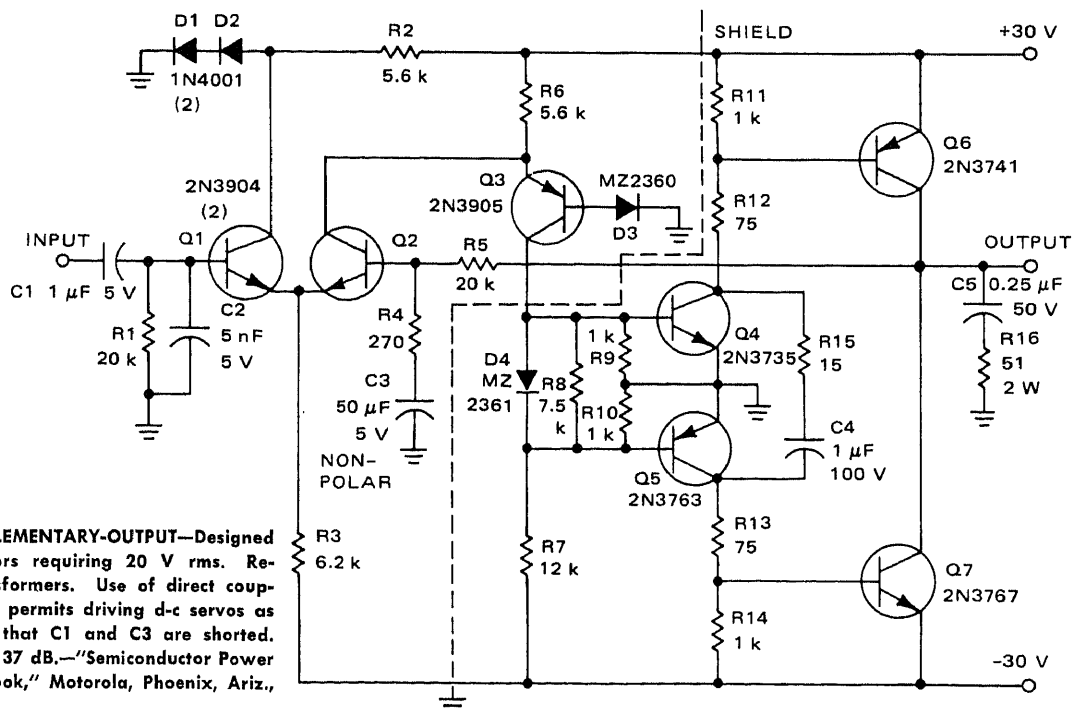 D1 D2
1N4001
(2)
R2
5.6 k
SHIELD
+30 V
R6
5.6 k
R11
1 k
Q6
2N3741
2N3904
(2)
Q1
Q3
2N3905
MZ2360
D3
R12
75
INPUT
C1 1 μF 5 V
Q2
R5
20 k
OUTPUT
C5 0.25 μF
50 V
R1
20 k
C2
5 nF
5 V
R4
270
Q4
2N3735
R15
15
R16
51
2 W
D4
MZ
2361
R8
7.5
k
1 k
R9
R10
1 k
C3
50 μF
5 V
NON-
POLAR
C4
1 μF
100 V
Q5
2N3763
R3
6.2 k
R7
12 k
R13
75
Q7
2N3767
R14
1 k
-30 V
LEMENTARY-OUTPUT—Designed
ors requiring 20 V rms. Re-
sformers. Use of direct coup-
permits driving d-c servos as
that C1 and C3 are shorted.
37 dB.—"Semiconductor Power
ook," Motorola, Phoenix, Ariz.,